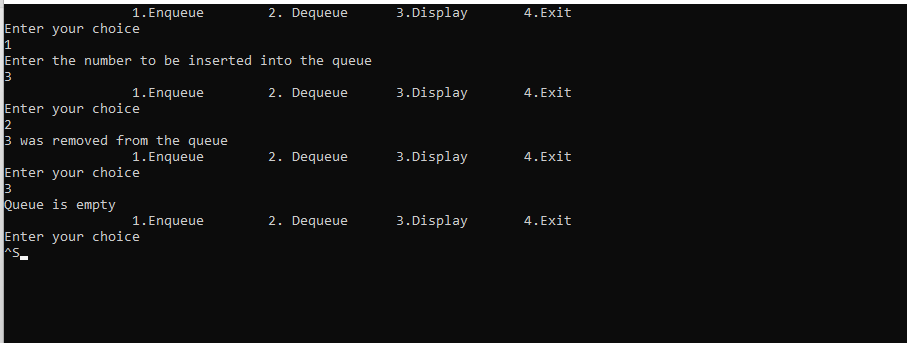 1.Enqueue 2. Dequeue 3.Display 4.Exit
Enter your choice
1
Enter the number to be inserted into the queue
3
1.Enqueue 2. Dequeue 3.Display 4.Exit
Enter your choice
2
3 was removed from the queue
1.Enqueue 2. Dequeue 3.Display 4.Exit
Enter your choice
3
Queue is empty
1.Enqueue 2. Dequeue 3.Display 4.Exit
Enter your choice
^S